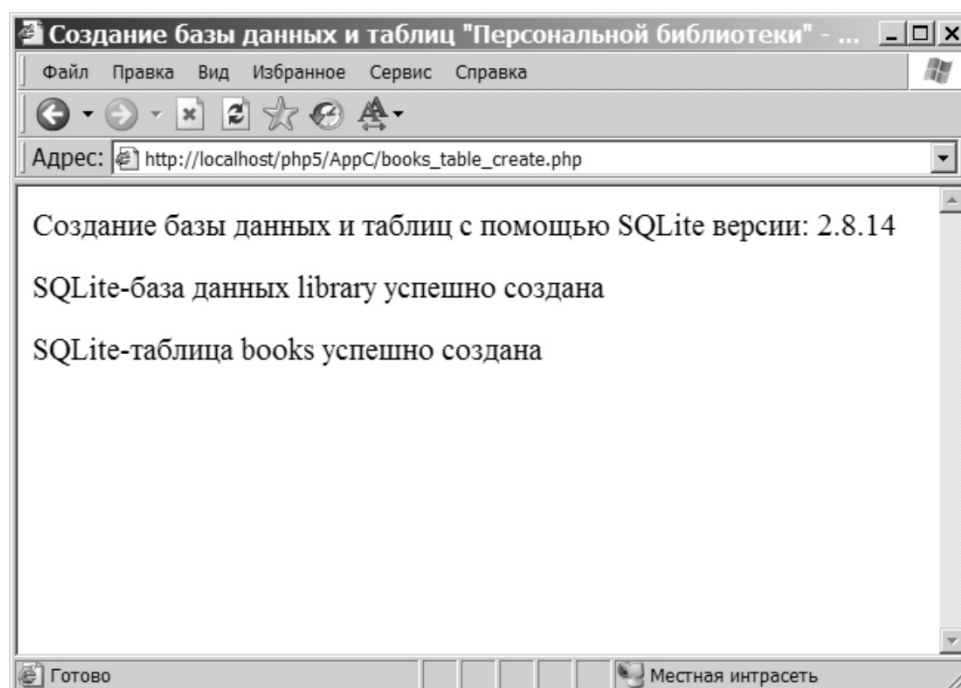 Создание базы данных и таблиц "Персональной библиотеки" - ...
Файл Правка Вид Избранное Сервис Справка
Адрес: http://localhost/php5/AppC/books_table_create.php
Создание базы данных и таблиц с помощью SQLite версии: 2.8.14
SQLite-база данных library успешно создана
SQLite-таблица books успешно создана
Готово
Местная интрасеть